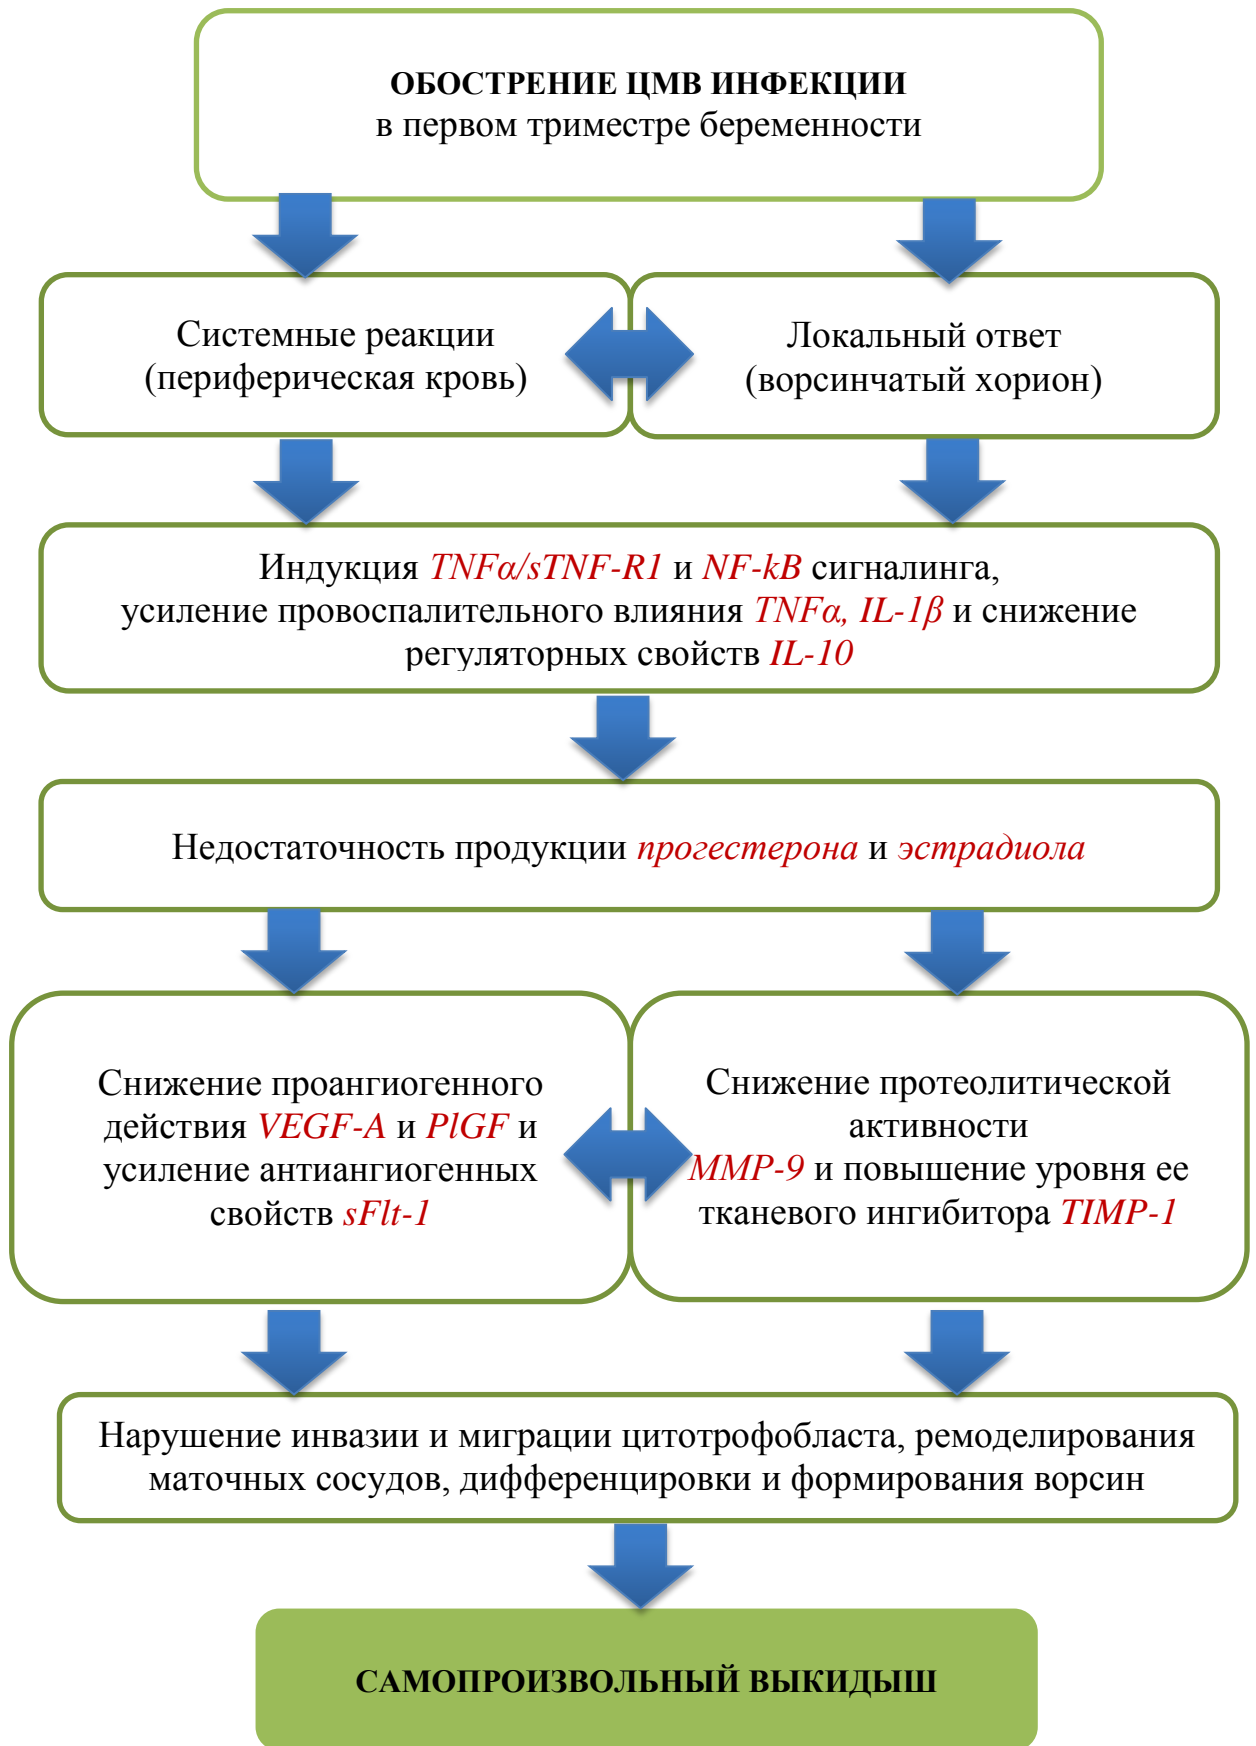 ОБОСТРЕНИЕ ЦМВ ИНФЕКЦИИ
в первом триместре беременности
Системные реакции
(периферическая кровь)
Локальный ответ
(ворсинчатый хорион)
Индукция TNFα/sTNF-R1 и NF-kB сигналинга,
усиление провоспалительного влияния TNFα, IL-1β и снижение
регуляторных свойств IL-10
Недостаточность продукции прогестерона и эстрадиола
Снижение проангиогенного
действия VEGF-A и PlGF и
усиление антиангиогенных
свойств sFlt-1
Снижение протеолитической
активности
MMP-9 и повышение уровня ее
тканевого ингибитора TIMP-1
Нарушение инвазии и миграции цитотрофобласта, ремоделирования
маточных сосудов, дифференцировки и формирования ворсин
САМОПРОИЗВОЛЬНЫЙ ВЫКИДЫШ